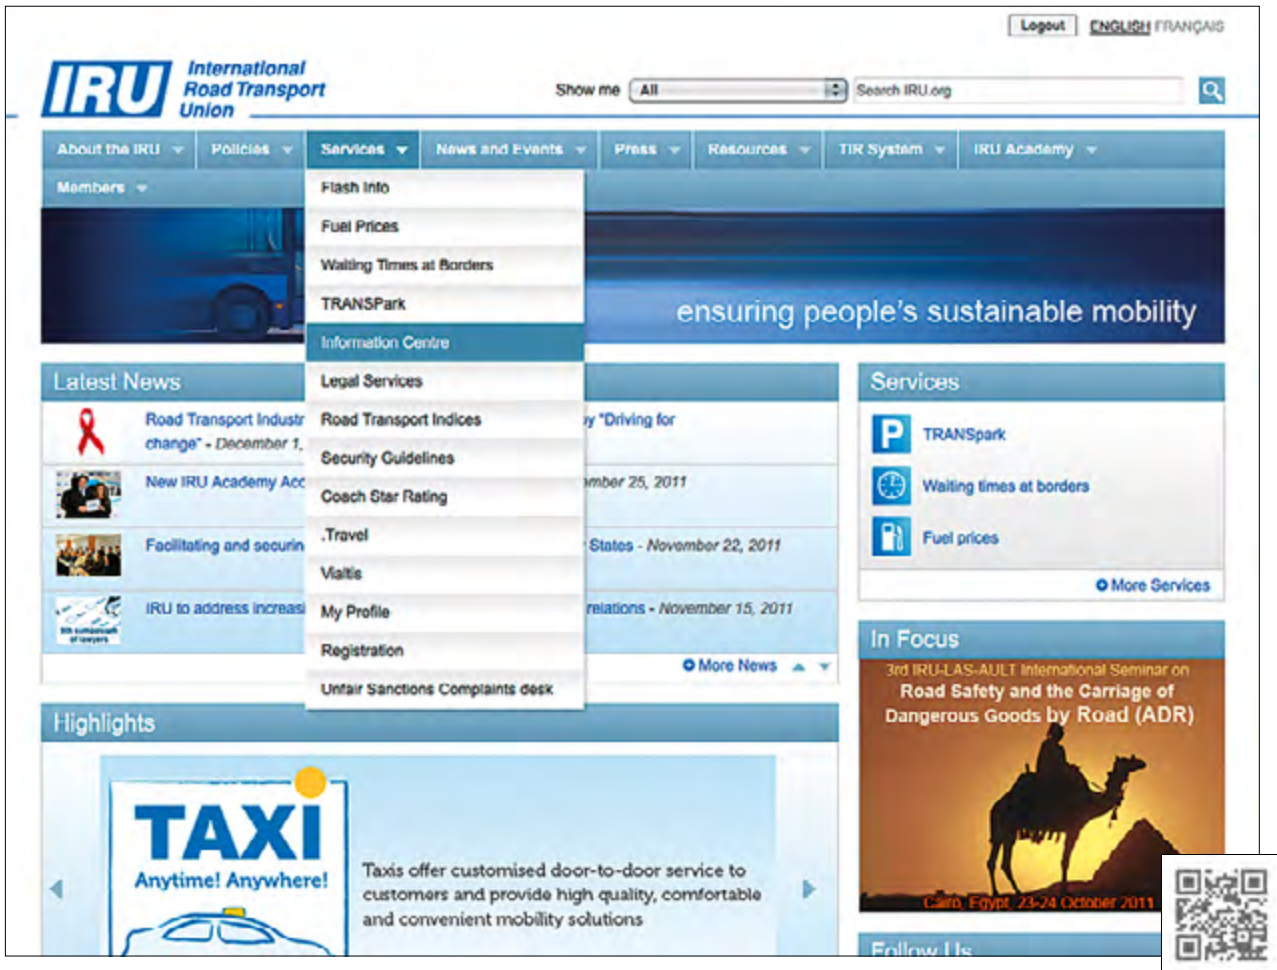 Logout ENGLISH FRANÇAIS
IRU International
Road Transport
Union
Show me All Search IRU.org
About the IRU Policies Services News and Events Press Resources TIR System IRU Academy
Members
Flash Info
Fuel Prices
Waiting Times at Borders
TRANSPark
Information Centre
Legal Services
Road Transport Indices
Security Guidelines
Coach Star Rating
.Travel
Vialtis
My Profile
Registration
Unfair Sanctions Complaints desk
ensuring people's sustainable mobility
Latest News
Road Transport Industr y "Driving for
change" - December 1,
New IRU Academy Acc mber 25, 2011
Facilitating and securin States - November 22, 2011
IRU to address increasi relations - November 15, 2011
5th symposium
of lawyers
More News
Services
P TRANSpark
Waiting times at borders
Fuel prices
More Services
In Focus
3rd IRU-LAS-AULT International Seminar on
Road Safety and the Carriage of
Dangerous Goods by Road (ADR)
Cairo, Egypt, 23-24 October 2011
Follow Us
Highlights
TAXI
Anytime! Anywhere!
Taxis offer customised door-to-door service to
customers and provide high quality, comfortable
and convenient mobility solutions